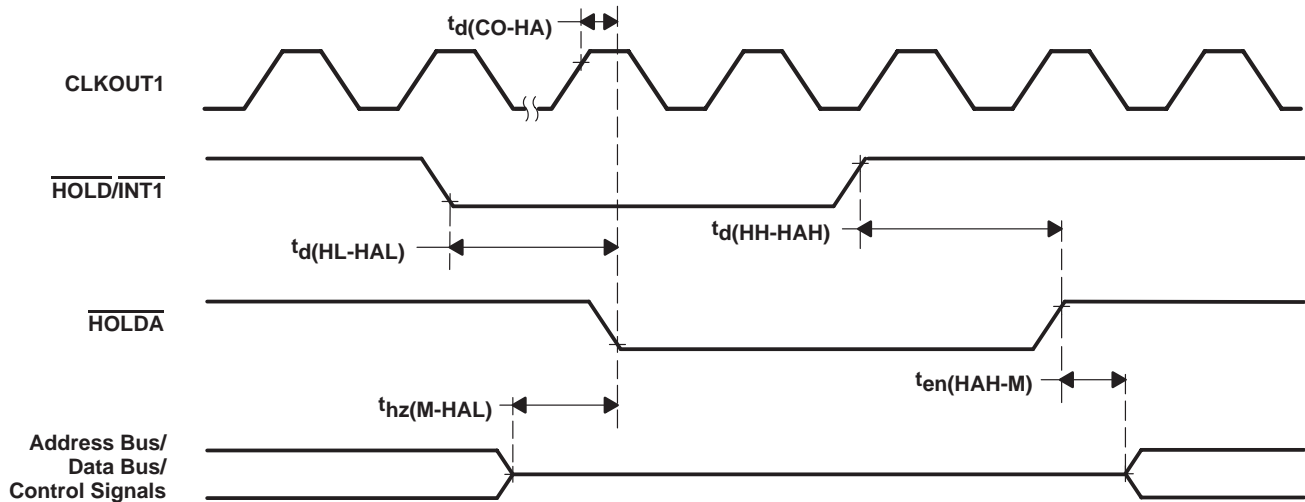 td(CO-HA)
CLKOUT1
HOLD/INT1
td(HH-HAH)
td(HL-HAL)
HOLDA
ten(HAH-M)
thz(M-HAL)
Address Bus/
Data Bus/
Control Signals